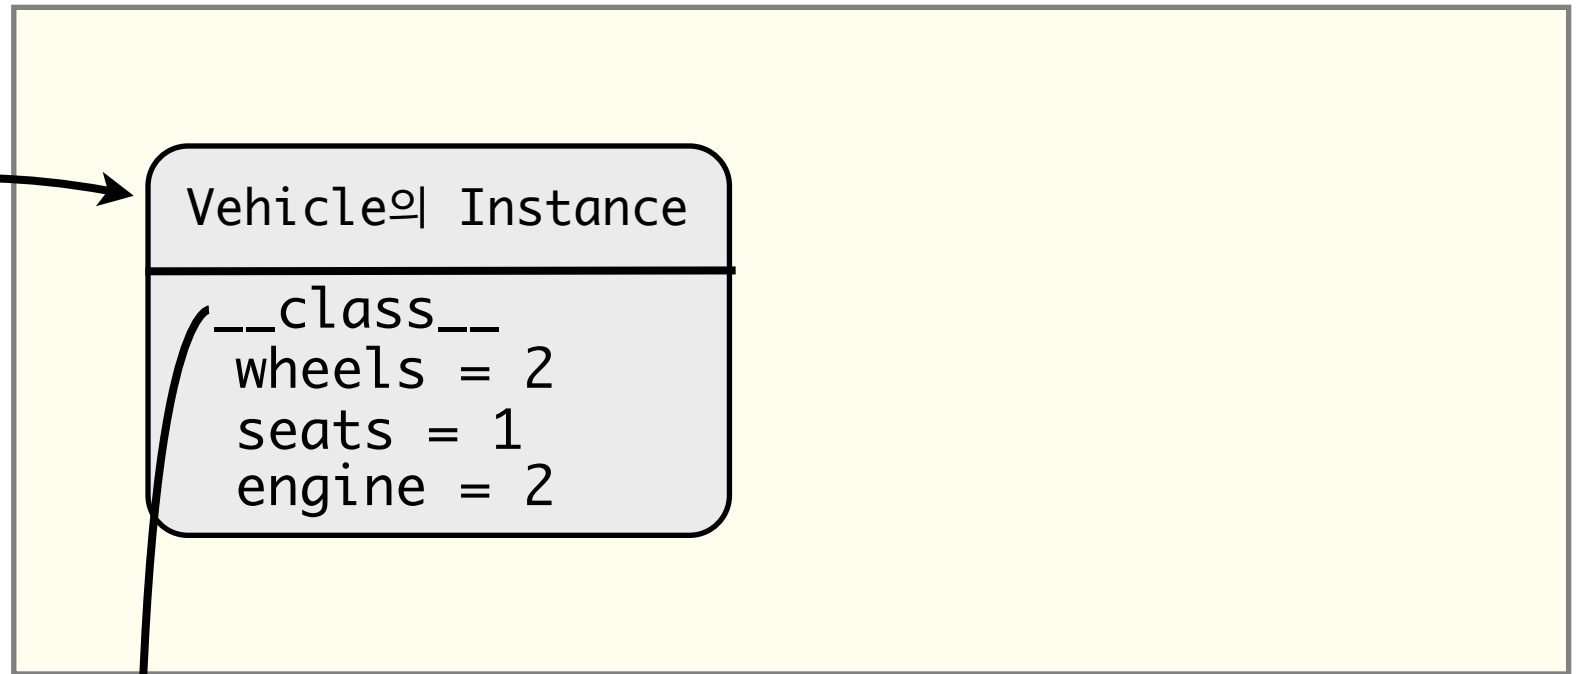 Vehicle의 Instance
__class__
wheels = 2
seats = 1
engine = 2